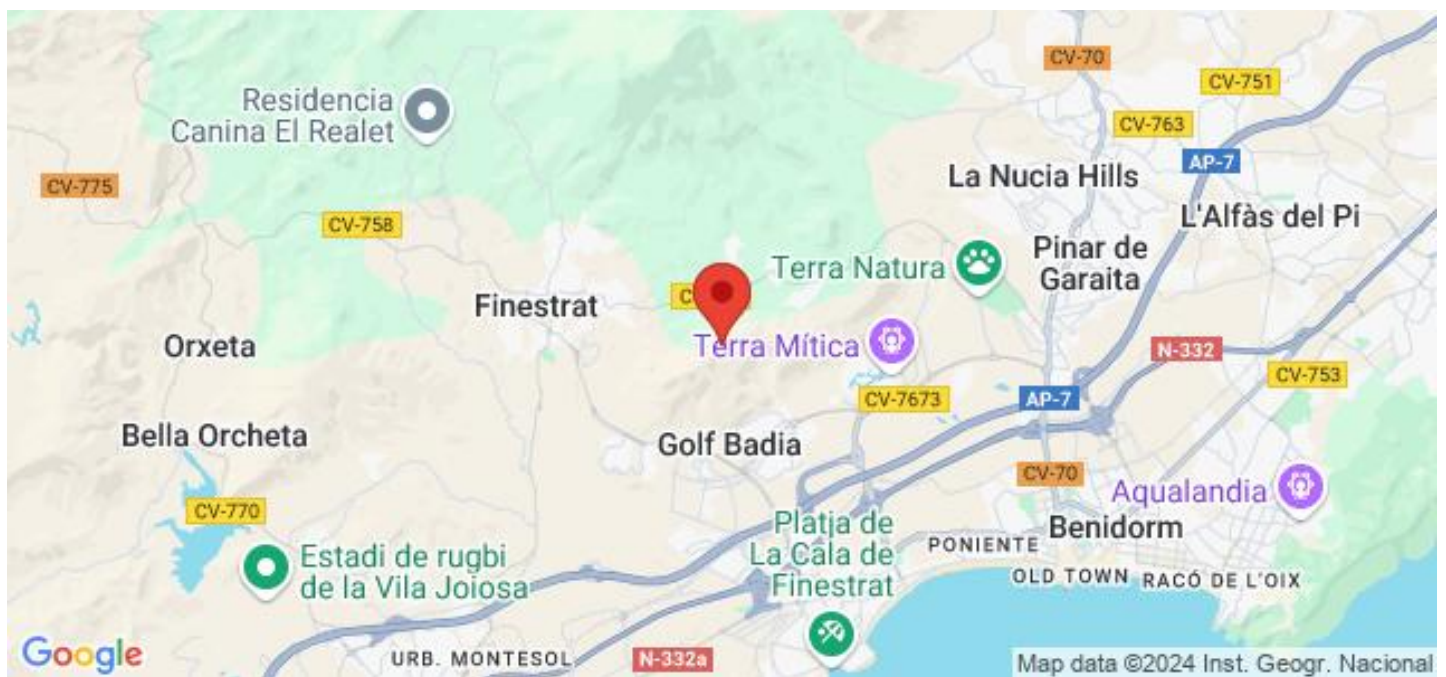 CV-70
CV-751
Residencia
Canina El Realet
CV-763
AP-7
La Nucia Hills
CV-775
L'Alfàs del Pi
CV-758
Terra Natura
Pinar de
Garaita
Finestrat
Orxeta
Terra Mítica
N-332
CV-753
CV-7673
AP-7
Bella Orcheta
Golf Badia
CV-70
Aqualandia
CV-770
Platja de
La Cala de
Finestrat
Benidorm
PONIENTE
Estadi de rugbi
de la Vila Joiosa
OLD TOWN
RACÓ DE L'OIX
Google
URB. MONTESOL
N-332a
Map data ©2024 Inst. Geogr. Nacional